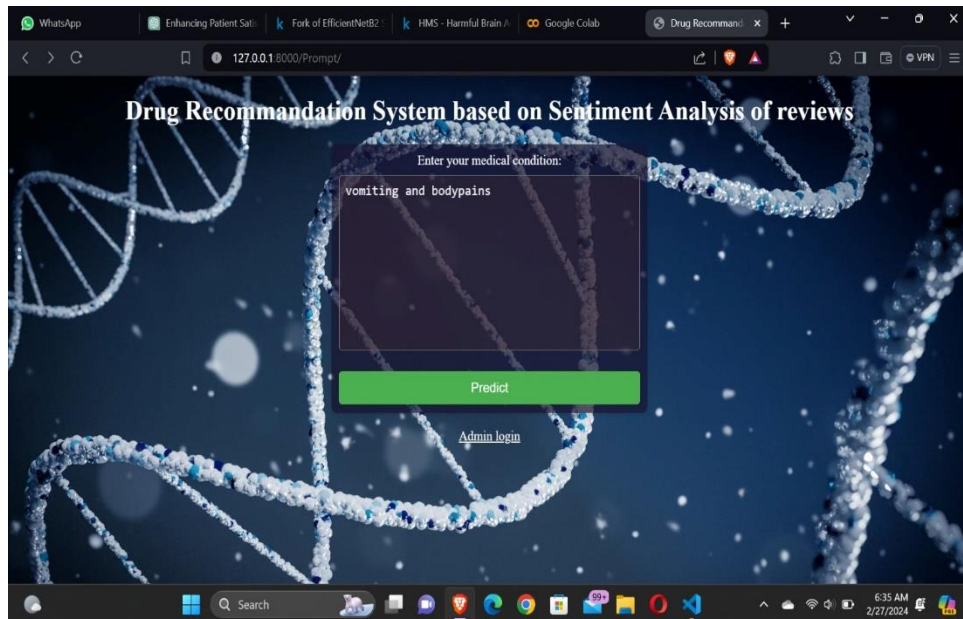 WhatsApp
Enhancing Patient Satis
Fork of EfficientNetB2 S
HMS - Harmful Brain A
Google Colab
Drug Recommand
127.0.0.1:8000/Prompt/
VPN
Drug Recommandation System based on Sentiment Analysis of reviews
Enter your medical condition:
vomiting and bodypains
Predict
Admin login
Search
99+
6:35 AM
2/27/2024